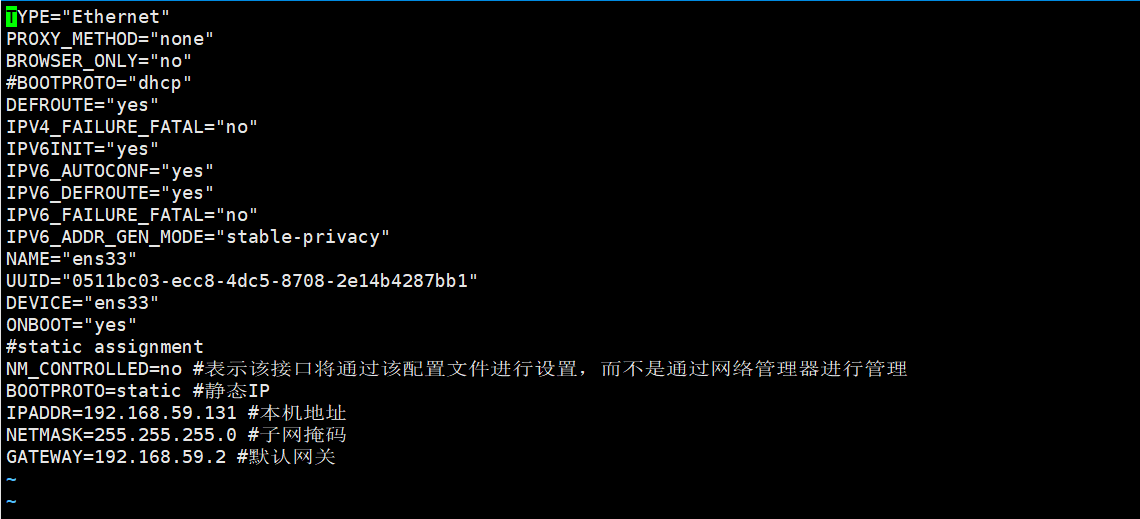 TYPE="Ethernet"
PROXY_METHOD="none"
BROWSER_ONLY="no"
#BOOTPROTO="dhcp"
DEFROUTE="yes"
IPV4_FAILURE_FATAL="no"
IPV6INIT="yes"
IPV6_AUTOCONF="yes"
IPV6_DEFROUTE="yes"
IPV6_FAILURE_FATAL="no"
IPV6_ADDR_GEN_MODE="stable-privacy"
NAME="ens33"
UUID="0511bc03-ecc8-4dc5-8708-2e14b4287bb1"
DEVICE="ens33"
ONBOOT="yes"
#static assignment
NM_CONTROLLED=no #表示该接口将通过该配置文件进行设置，而不是通过网络管理器进行管理
BOOTPROTO=static #静态IP
IPADDR=192.168.59.131 #本机地址
NETMASK=255.255.255.0 #子网掩码
GATEWAY=192.168.59.2 #默认网关
~
~